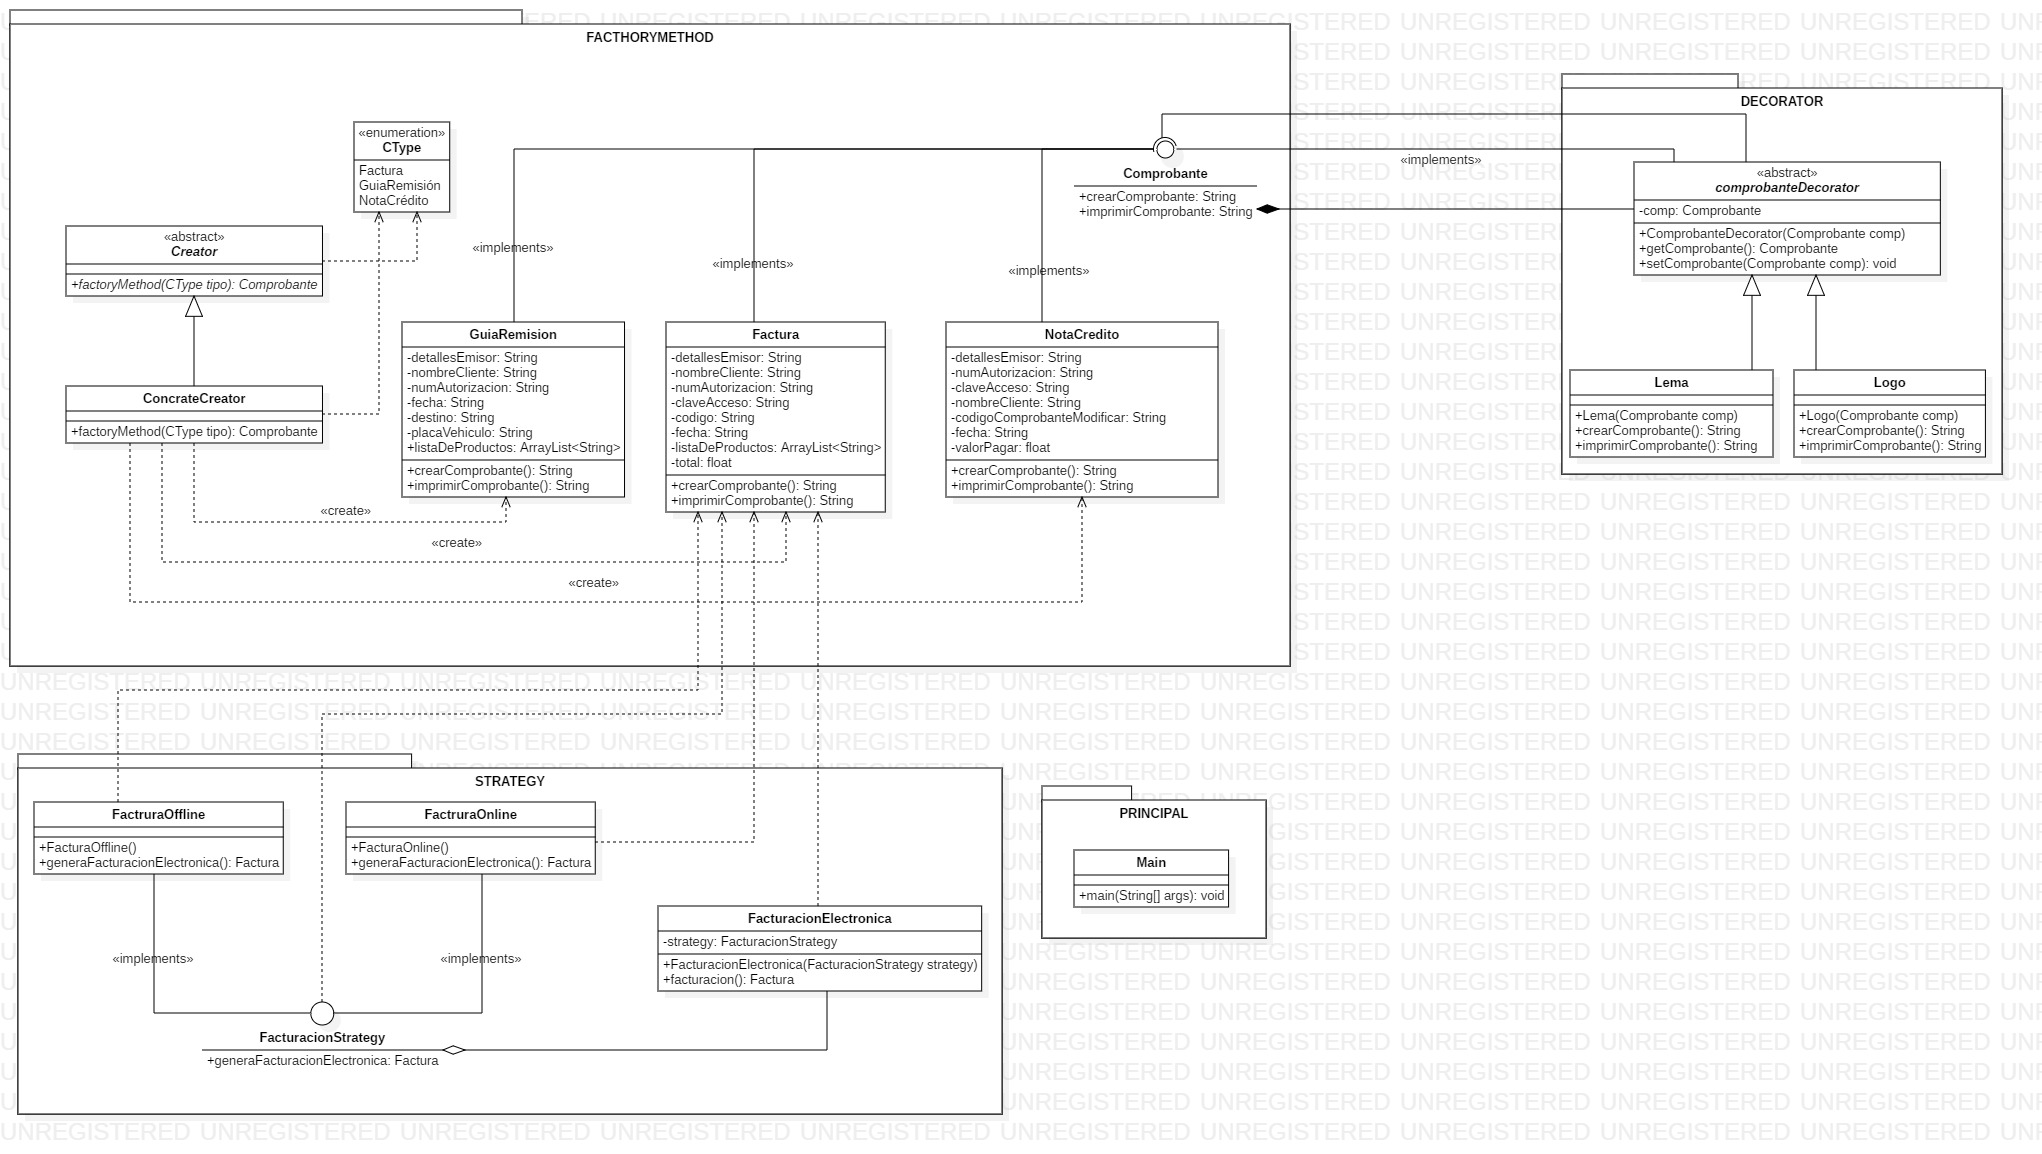 FACTHORYMETHOD
«enumeration»
CType
Factura
GuiaRemisión
NotaCrédito
«abstract»
Creator
+factoryMethod(CType tipo): Comprobante
ConcreteCreator
+factoryMethod(CType tipo): Comprobante
«implements»
«implements»
«implements»
«implements»
Comprobante
+crearComprobante: String
+imprimirComprobante: String
GuiaRemision
-detallesEmisor: String
-nombreCliente: String
-numAutorizacion: String
-fecha: String
-destino: String
-placaVehiculo: String
+listaDeProductos: ArrayList<String>
+crearComprobante(): String
+imprimirComprobante(): String
Factura
-detallesEmisor: String
-nombreCliente: String
-numAutorizacion: String
-claveAcceso: String
-codigo: String
-fecha: String
-listaDeProductos: ArrayList<String>
-total: float
+crearComprobante(): String
+imprimirComprobante(): String
NotaCredito
-detallesEmisor: String
-numAutorizacion: String
-claveAcceso: String
-nombreCliente: String
-codigoComprobanteModificar: String
-fecha: String
-valorPagar: float
+crearComprobante(): String
+imprimirComprobante(): String
«create»
«create»
«create»
DECORATOR
«abstract»
comprobanteDecorator
-comp: Comprobante
+ComprobanteDecorator(Comprobante comp)
+getComprobante(): Comprobante
+setComprobante(Comprobante comp): void
Lema
+Lema(Comprobante comp)
+crearComprobante(): String
+imprimirComprobante(): String
Logo
+Logo(Comprobante comp)
+crearComprobante(): String
+imprimirComprobante(): String
STRATEGY
FactruraOffline
+FacturaOffline()
+generaFacturacionElectronica(): Factura
FactruraOnline
+FacturaOnline()
+generaFacturacionElectronica(): Factura
FacturacionElectronica
-strategy: FacturacionStrategy
+FacturacionElectronica(FacturacionStrategy strategy)
+facturacion(): Factura
«implements»
«implements»
FacturacionStrategy
+generaFacturacionElectronica: Factura
PRINCIPAL
Main
+main(String[] args): void
UNREGISTERED